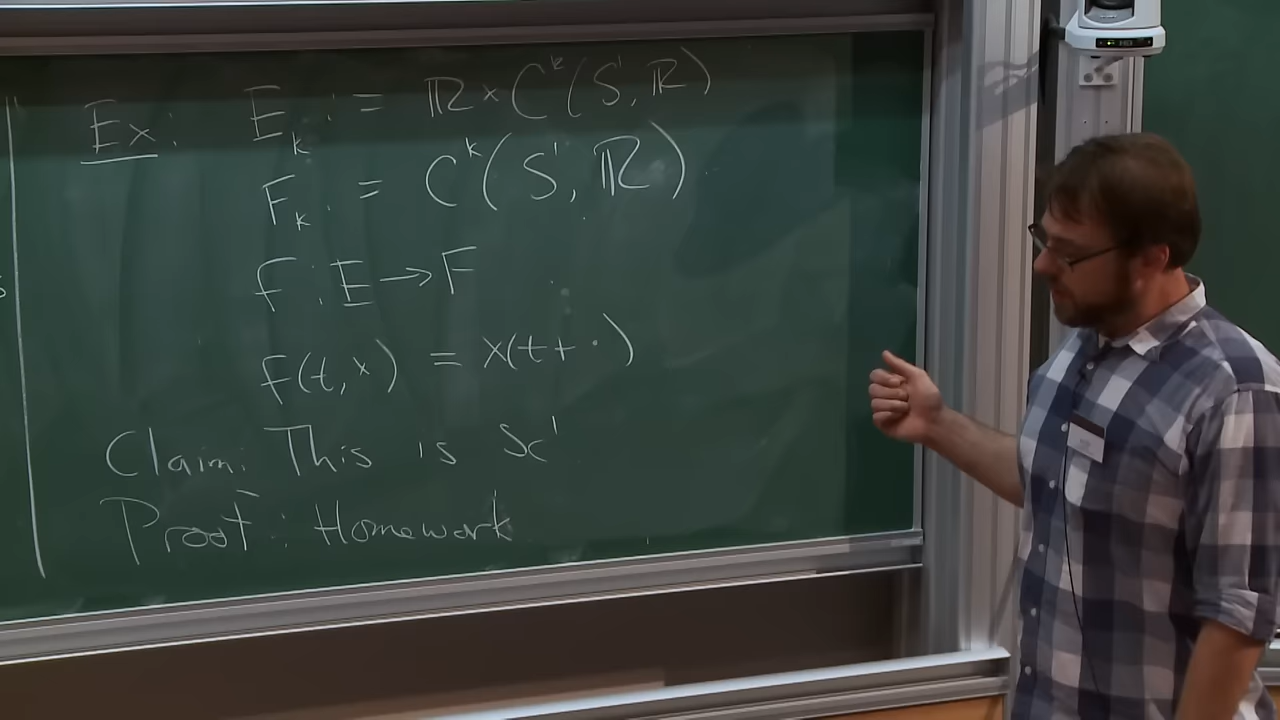 Ex: E_k := ℝ × C^k(S^1, ℝ)
F_k := C^k(S^1, ℝ)
f : E → F
f(t, x) = x(t + ·)
Claim: This is Sc^1
Proof: Homework